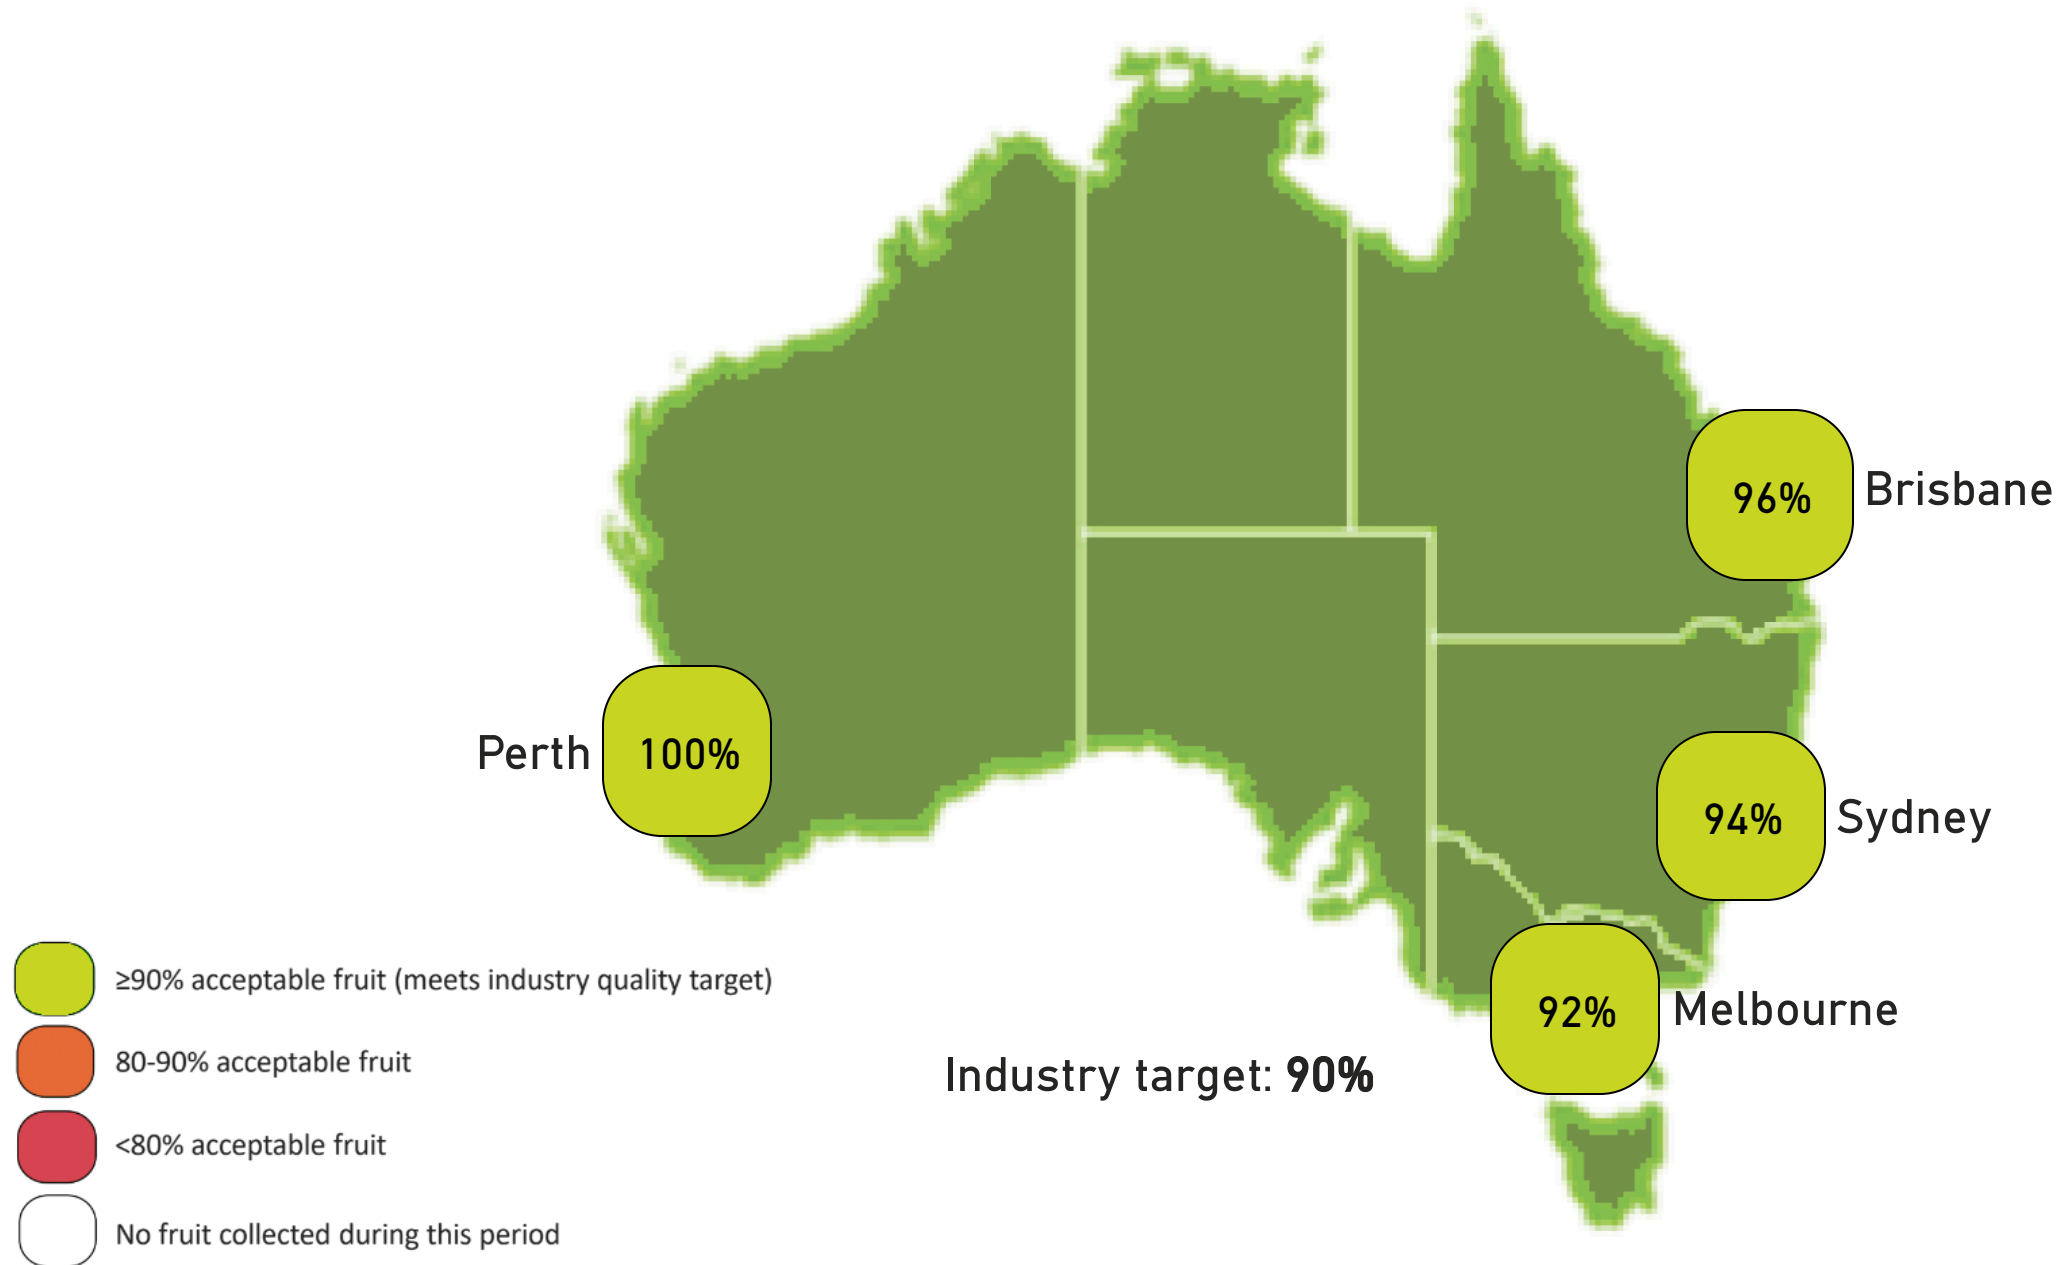 96%
Brisbane
Perth
100%
94%
Sydney
92%
Melbourne
Industry target: 90%
≥90% acceptable fruit (meets industry quality target)
80-90% acceptable fruit
<80% acceptable fruit
No fruit collected during this period